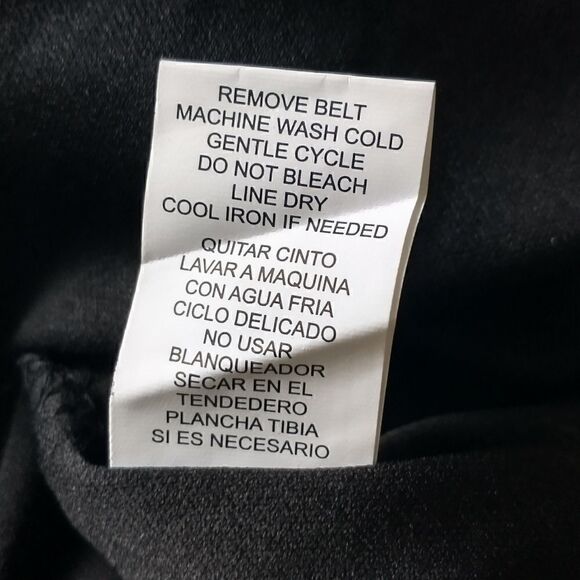 REMOVE BELT
MACHINE WASH COLD
GENTLE CYCLE
DO NOT BLEACH
LINE DRY
COOL IRON IF NEEDED
QUITAR CINTO
LAVAR A MAQUINA
CON AGUA FRIA
CICLO DELICADO
NO USAR
BLANQUEADOR
SECAR EN EL
TENDEDERO
PLANCHA TIBIA
SI ES NECESARIO